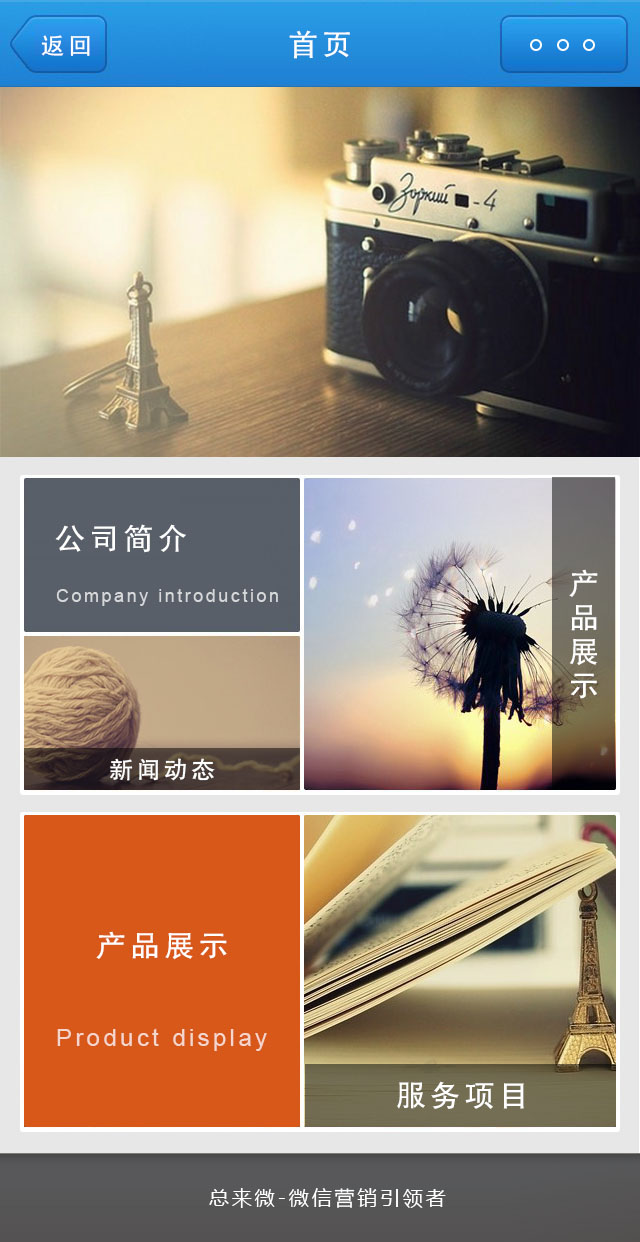 返回
首页
Зоркий -4
公司简介
Company introduction
产品展示
新闻动态
产品展示
Product display
服务项目
总来微-微信营销引领者